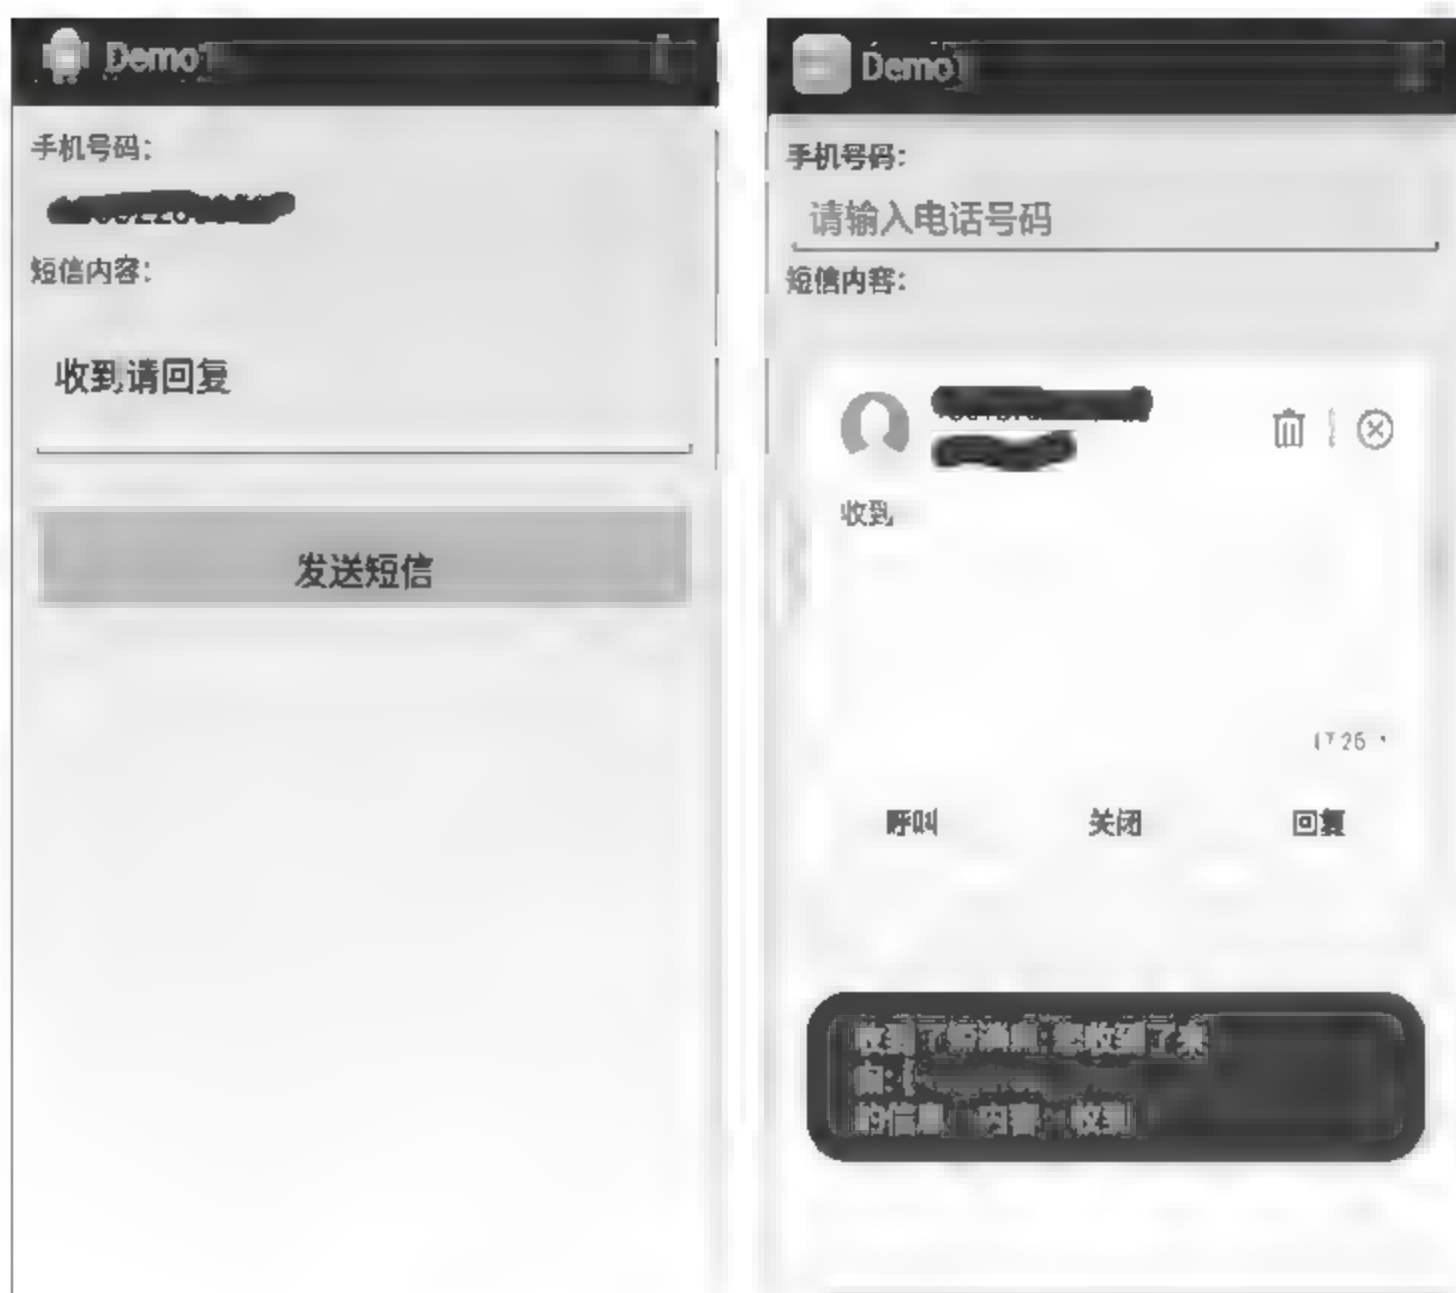 Demo
手机号码：
短信内容：
收到请回复
发送短信
Demo
手机号码：
请输入电话号码
短信内容：
收到
呼叫
关闭
回复
收到了短消息 您收到了来
自：
的信息 内容 收到